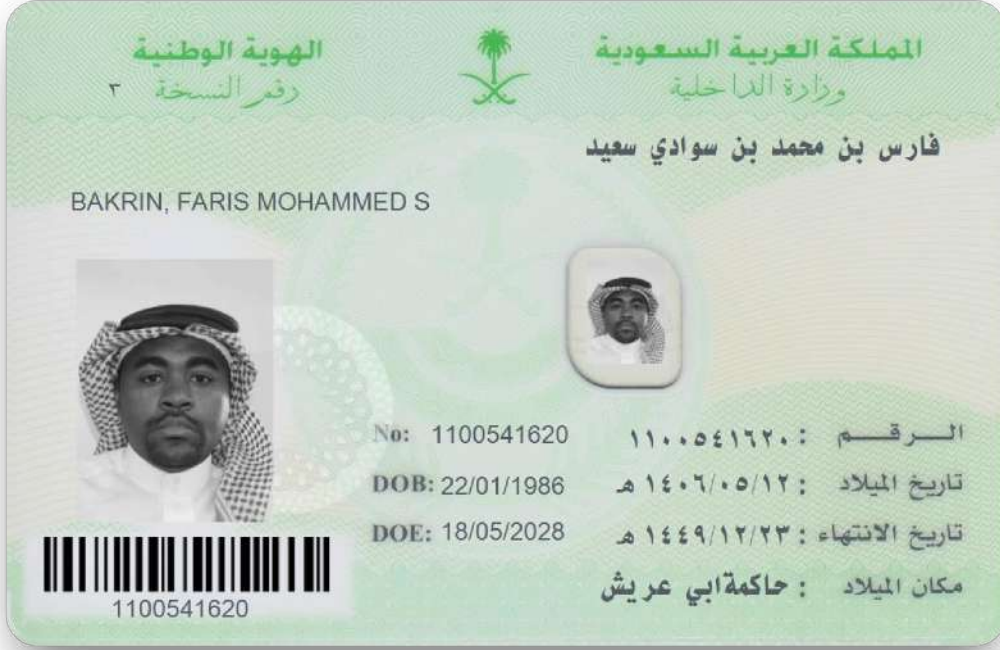 المملكة العربية السعودية
وزارة الداخلية
الهوية الوطنية
رقم النسخة ٣
فارس بن محمد بن سوادي سعيد
BAKRIN, FARIS MOHAMMED S
الرقم : ١١٠٠٥٤١٦٢٠
No: 1100541620
تاريخ الميلاد : ١٤٠٦/٠٥/١٢ هـ
DOB: 22/01/1986
تاريخ الانتهاء : ١٤٤٩/١٢/٢٣ هـ
DOE: 18/05/2028
مكان الميلاد : حاكمة ابي عريش
1100541620